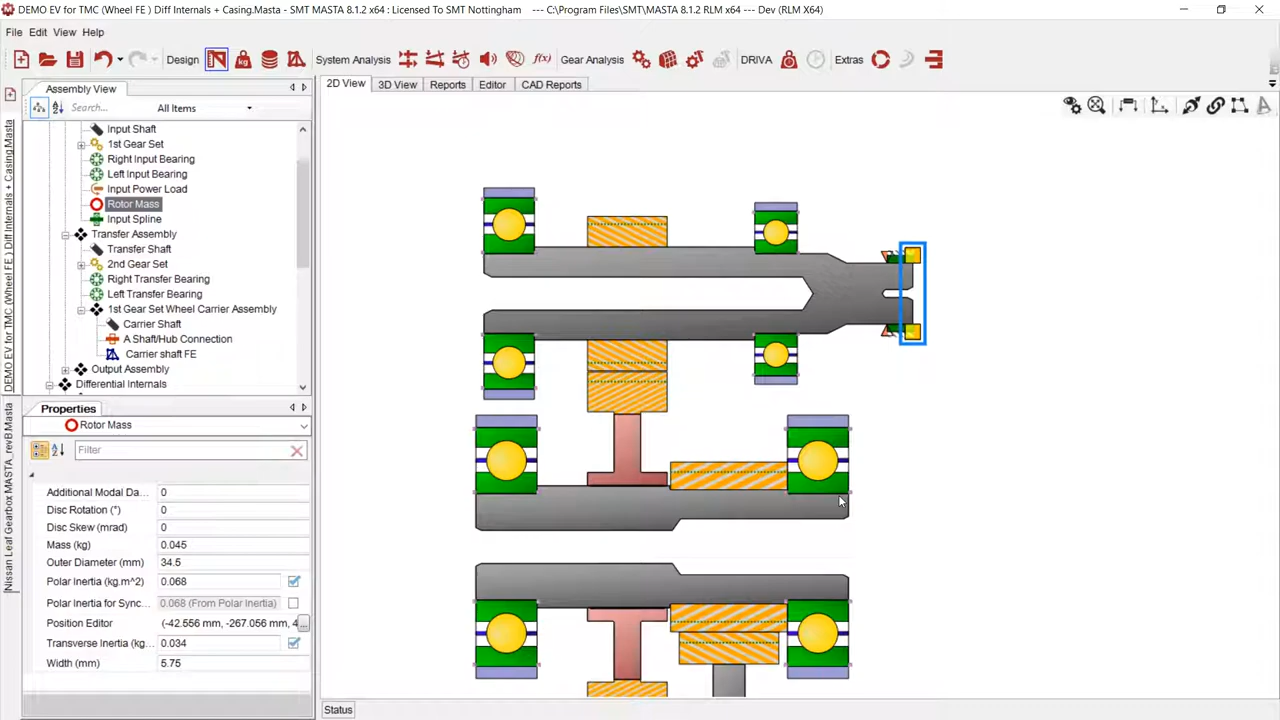 DEMO EV for TMC (Wheel FE ) Diff Internals + Casing.Masta - SMT MASTA 8.1.2 x64 : Licensed To SMT Nottingham --- C:\Program Files\SMT\MASTA 8.1.2 RLM x64 - Dev (RLM X64)
File Edit View Help
Design System Analysis f(x) Gear Analysis DRIVA Extras
Assembly View
2D View 3D View Reports Editor CAD Reports
Search... All Items
Input Shaft
1st Gear Set
Right Input Bearing
Left Input Bearing
Input Power Load
Rotor Mass
Input Spline
Transfer Assembly
Transfer Shaft
2nd Gear Set
Right Transfer Bearing
Left Transfer Bearing
1st Gear Set Wheel Carrier Assembly
Carrier Shaft
A Shaft/Hub Connection
Carrier shaft FE
Output Assembly
Differential Internals
DEMO EV for TMC (Wheel FE ) Diff Internals + Casing.Masta
Nissan Leaf Gearbox MASTA_revB.Masta
Properties
Rotor Mass
Filter
Additional Modal Da... 0
Disc Rotation (°) 0
Disc Skew (mrad) 0
Mass (kg) 0.045
Outer Diameter (mm) 34.5
Polar Inertia (kg.m^2) 0.068
Polar Inertia for Sync... 0.068 (From Polar Inertia)
Position Editor (-42.556 mm, -267.056 mm, 4 ...
Transverse Inertia (kg... 0.034
Width (mm) 5.75
Status